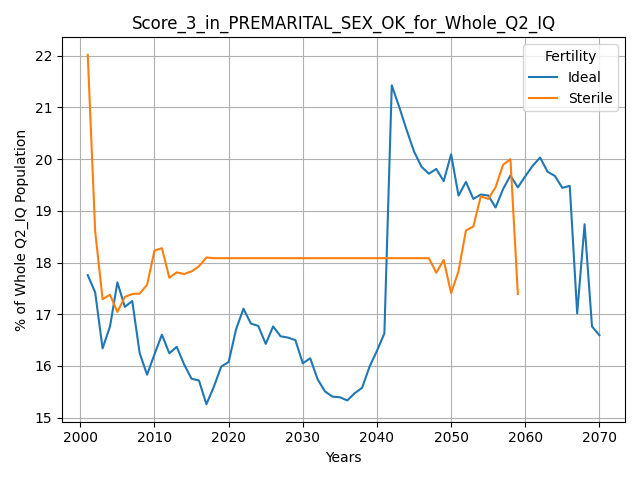 Score_3_in_PREMARITAL_SEX_OK_for_Whole_Q2_IQ
Fertility
Ideal
Sterile
% of Whole Q2_IQ Population
22
21
20
19
18
17
16
15
2000 2010 2020 2030 2040 2050 2060 2070
Years